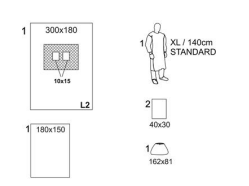 1 300x180
10x15
L2
1 XL / 140cm
STANDARD
2
40x30
1 180x150
1
162x81